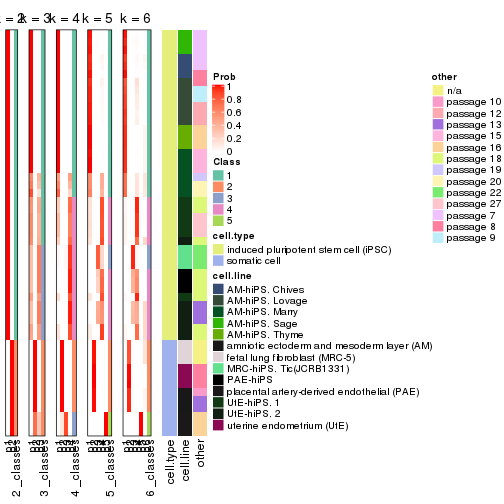 k = 2
k = 3
k = 4
k = 5
k = 6
Prob
1
0.8
0.6
0.4
0.2
0
Class
1
2
3
4
5
cell.type
induced pluripotent stem cell (iPSC)
somatic cell
cell.line
AM-hiPS. Chives
AM-hiPS. Lovage
AM-hiPS. Marry
AM-hiPS. Sage
AM-hiPS. Thyme
amniotic ectoderm and mesoderm layer (AM)
fetal lung fibroblast (MRC-5)
MRC-hiPS. Tic(JCRB1331)
PAE-hiPS
placental artery-derived endothelial (PAE)
UtE-hiPS. 1
UtE-hiPS. 2
uterine endometrium (UtE)
other
n/a
passage 10
passage 12
passage 13
passage 15
passage 16
passage 18
passage 19
passage 20
passage 22
passage 27
passage 7
passage 8
passage 9
2_classes
3_classes
4_classes
5_classes
6_classes
cell.type
cell.line
other